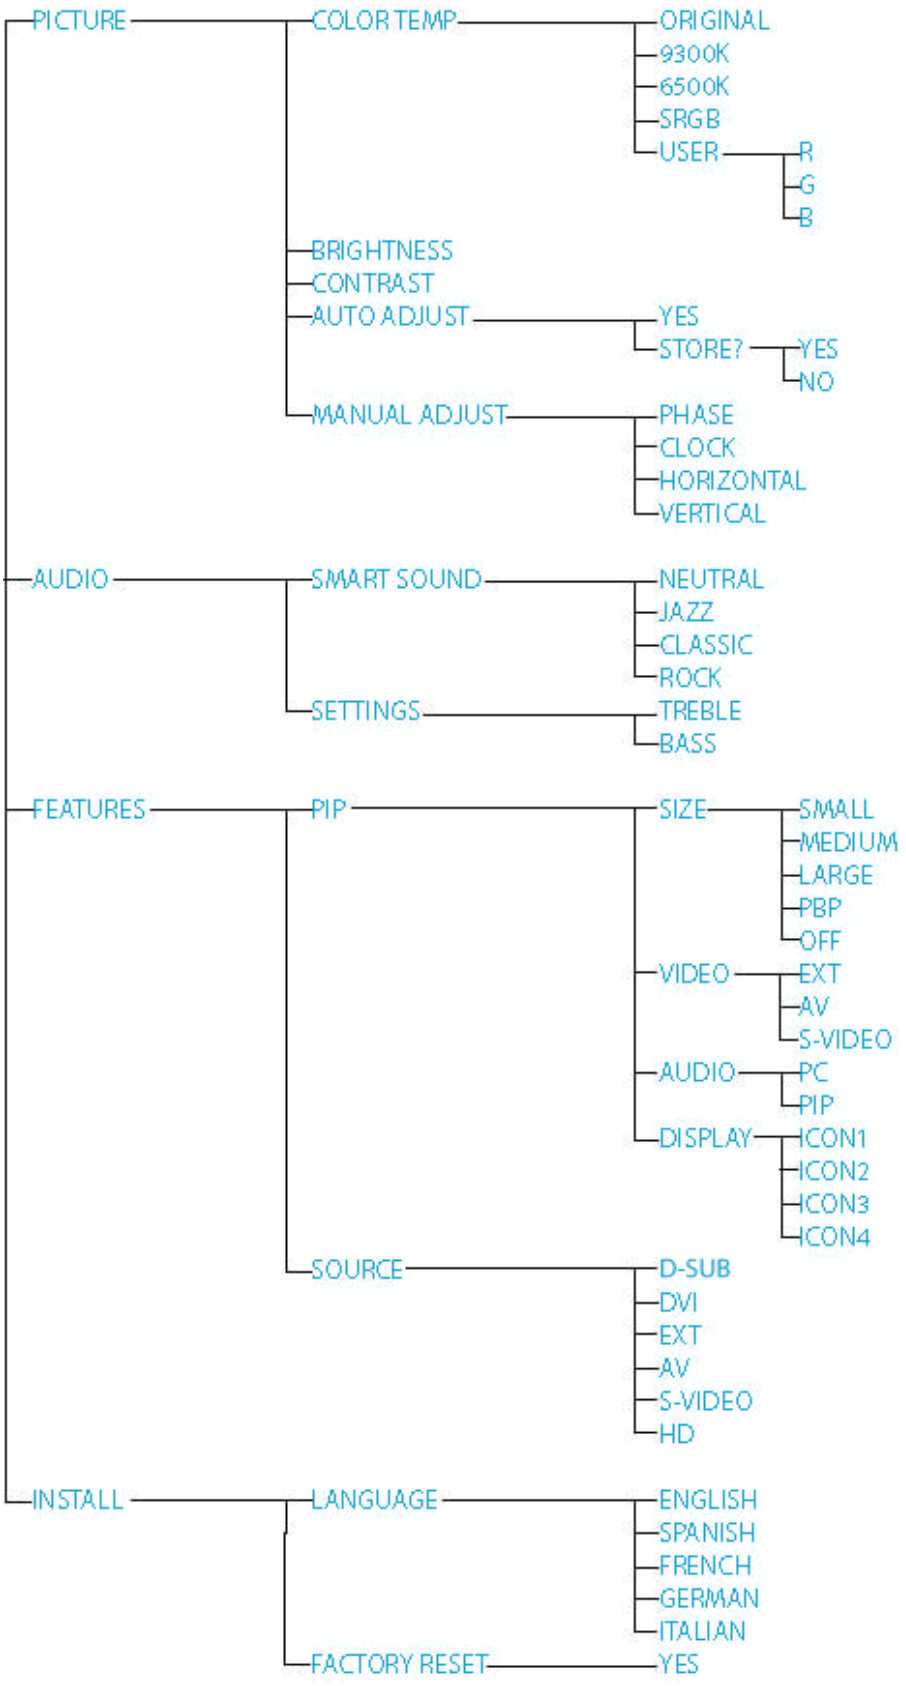 PICTURE COLOR TEMP ORIGINAL
9300K
6500K
SRGB
USER R
G
B
BRIGHTNESS
CONTRAST
AUTO ADJUST YES
STORE? YES
NO
MANUAL ADJUST PHASE
CLOCK
HORIZONTAL
VERTICAL
AUDIO SMART SOUND NEUTRAL
JAZZ
CLASSIC
ROCK
SETTINGS TREBLE
BASS
FEATURES PIP SIZE SMALL
MEDIUM
LARGE
PBP
OFF
VIDEO EXT
AV
S-VIDEO
AUDIO PC
PIP
DISPLAY ICON1
ICON2
ICON3
ICON4
SOURCE D-SUB
DVI
EXT
AV
S-VIDEO
HD
INSTALL LANGUAGE ENGLISH
SPANISH
FRENCH
GERMAN
ITALIAN
FACTORY RESET YES